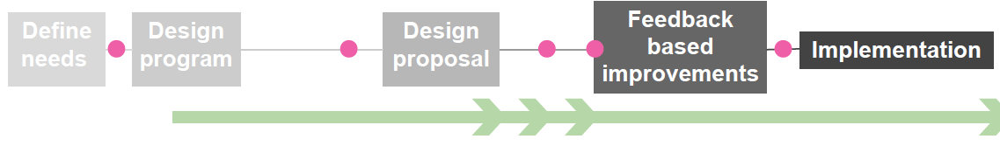 Define
needs
Design
program
Design
proposal
Feedback
based
improvements
Implementation